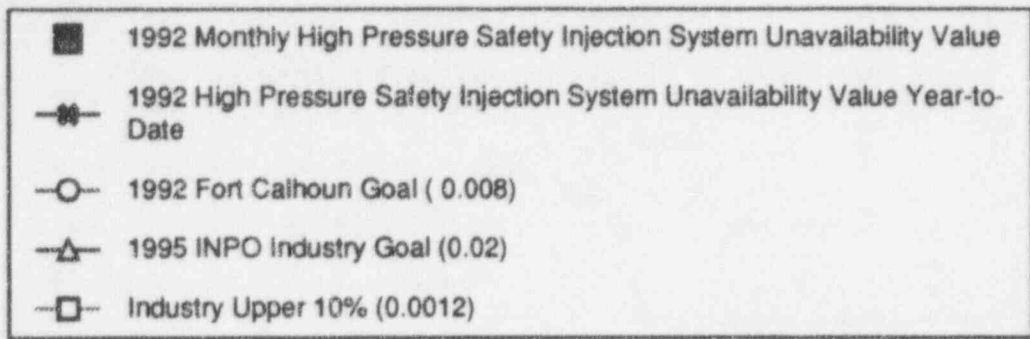 1992 Monthly High Pressure Safety Injection System Unavailability Value
1992 High Pressure Safety Injection System Unavailability Value Year-to-
Date
1992 Fort Calhoun Goal ( 0.008)
1995 INPO Industry Goal (0.02)
Industry Upper 10% (0.0012)